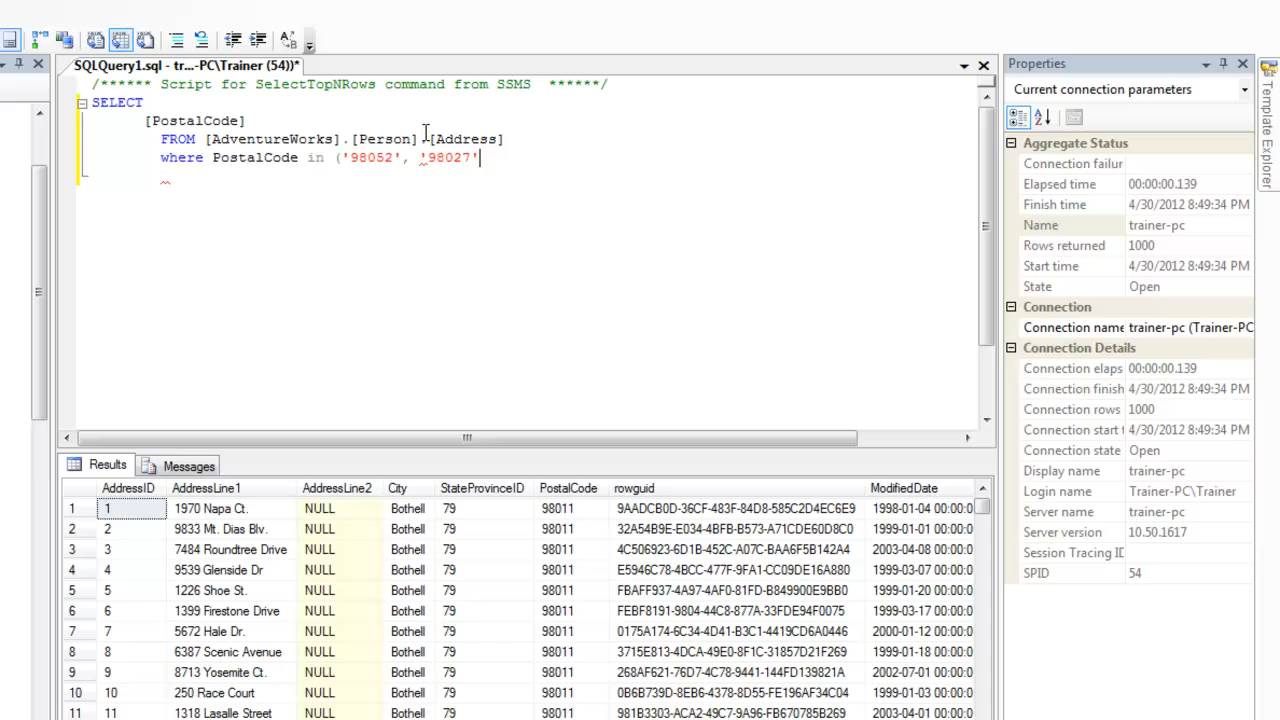 SQLQuery1.sql - tr...-PC\Trainer (54))*
/****** Script for SelectTopNRows command from SSMS  ******/
SELECT
[PostalCode]
FROM [AdventureWorks].[Person].[Address]
where PostalCode in ('98052', '98027'
Results
Messages
AddressID AddressLine1 AddressLine2 City StateProvinceID PostalCode rowguid ModifiedDate
1 1 1970 Napa Ct. NULL Bothell 79 98011 9AADCB0D-36CF-483F-84D8-585C2D4EC6E9 1998-01-04 00:00:0
2 2 9833 Mt. Dias Blv. NULL Bothell 79 98011 32A54B9E-E034-4BFB-B573-A71CDE60D8C0 1999-01-01 00:00:0
3 3 7484 Roundtree Drive NULL Bothell 79 98011 4C506923-6D1B-452C-A07C-BAA6F5B142A4 2003-04-08 00:00:0
4 4 9539 Glenside Dr NULL Bothell 79 98011 E5946C78-4BCC-477F-9FA1-CC09DE16A880 1999-03-07 00:00:0
5 5 1226 Shoe St. NULL Bothell 79 98011 FBAFF937-4A97-4AF0-81FD-B849900E9BB0 1999-01-20 00:00:0
6 6 1399 Firestone Drive NULL Bothell 79 98011 FEBF8191-9804-44C8-877A-33FDE94F0075 1999-03-17 00:00:0
7 7 5672 Hale Dr. NULL Bothell 79 98011 0175A174-6C34-4D41-B3C1-4419CD6A0446 2000-01-12 00:00:0
8 8 6387 Scenic Avenue NULL Bothell 79 98011 3715E813-4DCA-49E0-8F1C-31857D21F269 1999-01-18 00:00:0
9 9 8713 Yosemite Ct. NULL Bothell 79 98011 268AF621-76D7-4C78-9441-144FD139821A 2002-07-01 00:00:0
10 10 250 Race Court NULL Bothell 79 98011 0B6B739D-8EB6-4378-8D55-FE196AF34C04 1999-01-03 00:00:0
11 11 1318 Lasalle Street NULL Bothell 79 98011 981B3303-ACA2-49C7-9A96-FB670785B269 2003-04-01 00:00:0
Properties
Current connection parameters
Aggregate Status
Connection failur
Elapsed time 00:00:00.139
Finish time 4/30/2012 8:49:34 PM
Name trainer-pc
Rows returned 1000
Start time 4/30/2012 8:49:34 PM
State Open
Connection
Connection name trainer-pc (Trainer-PC
Connection Details
Connection elaps 00:00:00.139
Connection finish 4/30/2012 8:49:34 PM
Connection rows 1000
Connection start t 4/30/2012 8:49:34 PM
Connection state Open
Display name trainer-pc
Login name Trainer-PC\Trainer
Server name trainer-pc
Server version 10.50.1617
Session Tracing ID
SPID 54
Template Explorer